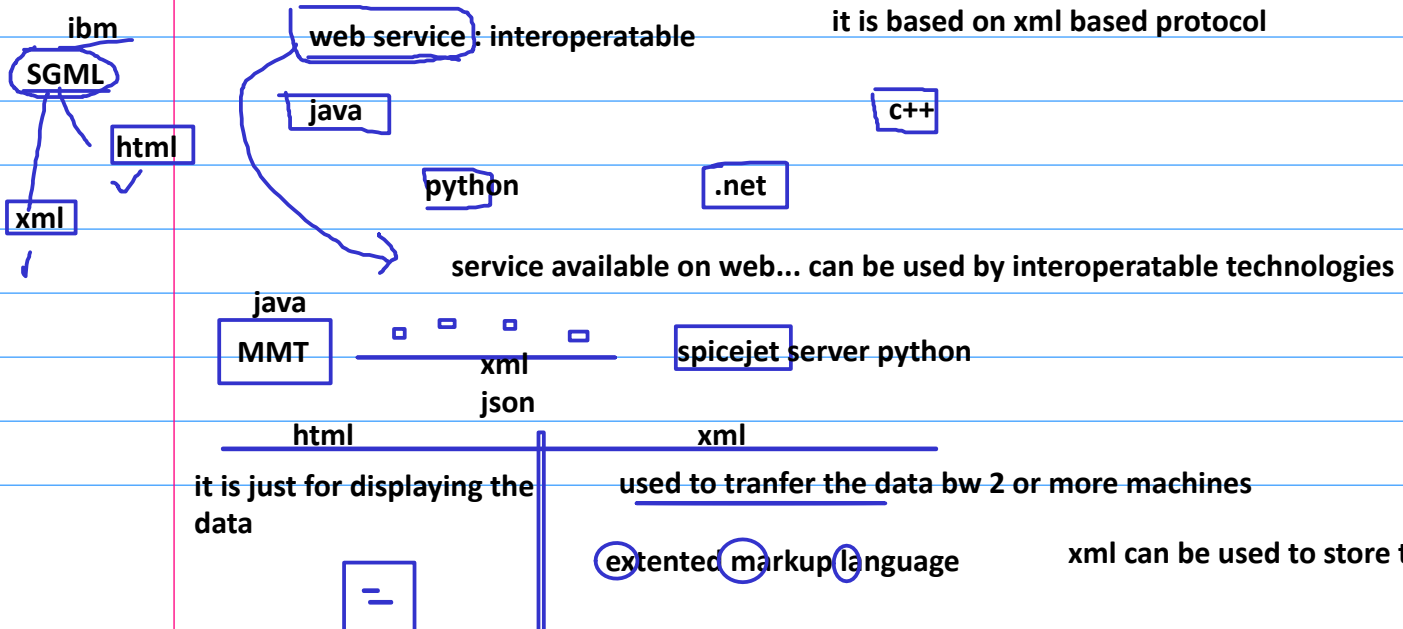 ibm
SGML
html
xml
web service : interoperatable
it is based on xml based protocol
java
c++
python
.net
service available on web... can be used by interoperatable technologies
java
MMT
xml
json
spicejet server python
html
xml
it is just for displaying the
data
used to tranfer the data bw 2 or more machines
extented markup language
xml can be used to store